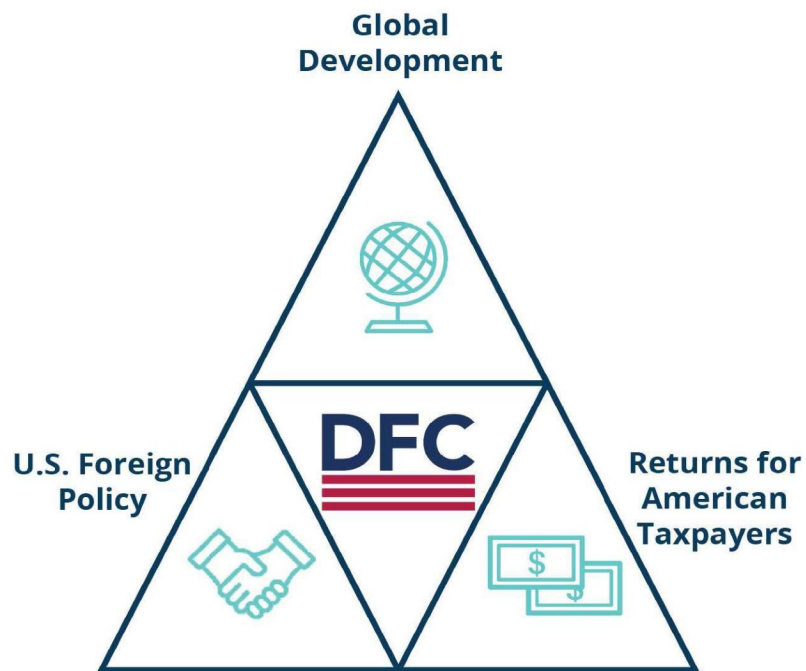 Global
Development
DFC
U.S. Foreign
Policy
Returns for
American
Taxpayers
$
$